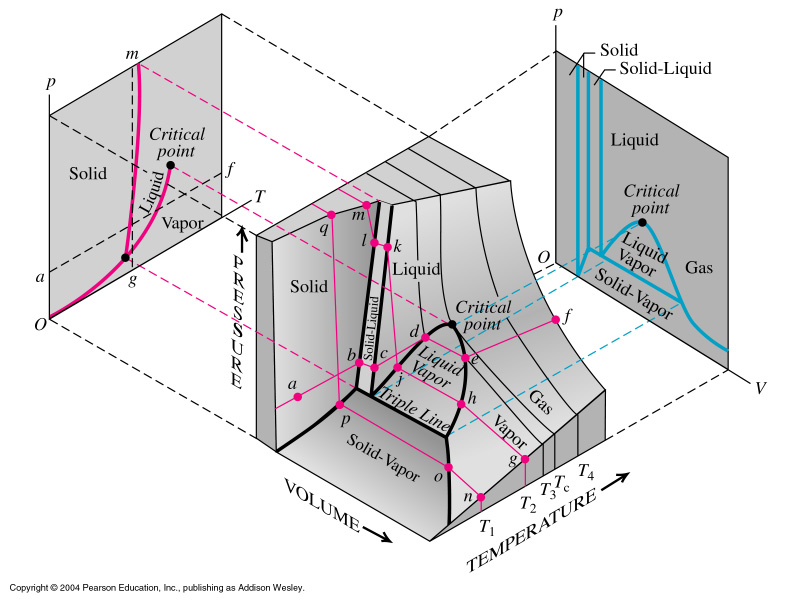 p
m
Critical
point
Solid
Liquid
Vapor
f
T
a
g
O
p
Solid
Solid-Liquid
Liquid
Critical
point
O
Liquid
Vapor
Gas
Solid-Vapor
V
PRESSURE
q
m
l
k
Solid
Liquid
Solid-Liquid
Critical
point
f
d
e
b
c
j
Liquid
Vapor
a
h
Triple Line
Gas
p
Vapor
Solid-Vapor
g
o
n
T1
T2
T3
Tc
T4
VOLUME
TEMPERATURE
Copyright © 2004 Pearson Education, Inc., publishing as Addison Wesley.